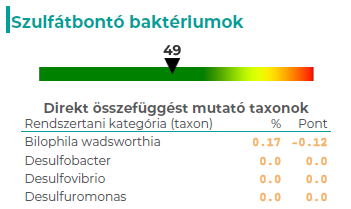 Szulfátbontó baktériumok
49
Direkt összefüggést mutató taxonok
Rendszertani kategória (taxon) % Pont
Bilophila wadsworthia 0.17 -0.12
Desulfobacter 0.0 0.0
Desulfovibrio 0.0 0.0
Desulfuromonas 0.0 0.0